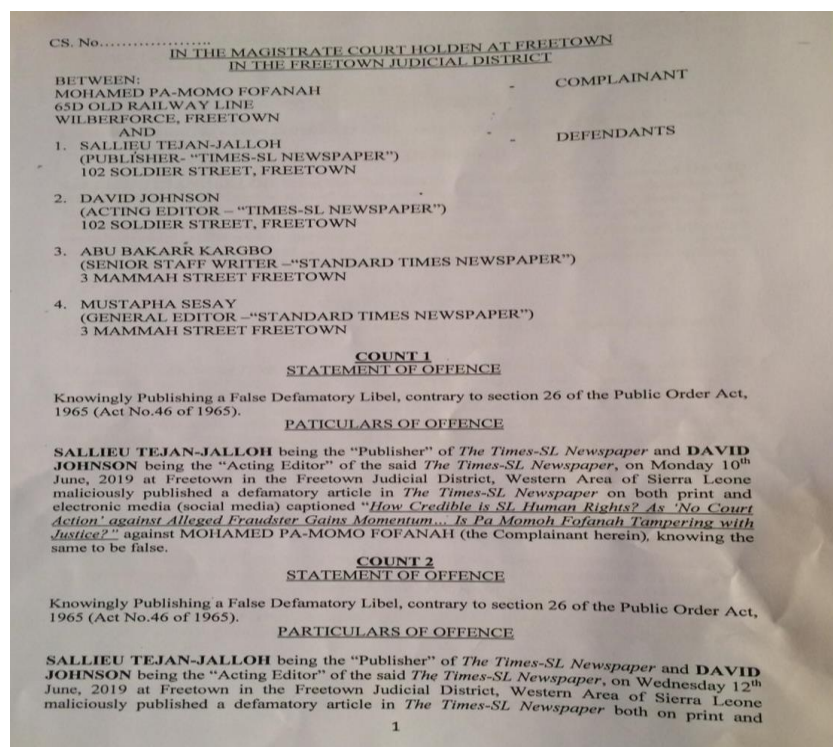 CS. No.....................
IN THE MAGISTRATE COURT HOLDEN AT FREETOWN
IN THE FREETOWN JUDICIAL DISTRICT
BETWEEN:
MOHAMED PA-MOMO FOFANAH - COMPLAINANT
65D OLD RAILWAY LINE
WILBERFORCE, FREETOWN
AND
1. SALLIEU TEJAN-JALLOH - DEFENDANTS
(PUBLISHER- “TIMES-SL NEWSPAPER”)
102 SOLDIER STREET, FREETOWN
2. DAVID JOHNSON
(ACTING EDITOR – “TIMES-SL NEWSPAPER”)
102 SOLDIER STREET, FREETOWN
3. ABU BAKARR KARGBO
(SENIOR STAFF WRITER –“STANDARD TIMES NEWSPAPER”)
3 MAMMAH STREET FREETOWN
4. MUSTAPHA SESAY
(GENERAL EDITOR –“STANDARD TIMES NEWSPAPER”)
3 MAMMAH STREET FREETOWN
COUNT 1
STATEMENT OF OFFENCE
Knowingly Publishing a False Defamatory Libel, contrary to section 26 of the Public Order Act,
1965 (Act No.46 of 1965).
PATICULARS OF OFFENCE
SALLIEU TEJAN-JALLOH being the “Publisher” of The Times-SL Newspaper and DAVID
JOHNSON being the “Acting Editor” of the said The Times-SL Newspaper, on Monday 10th
June, 2019 at Freetown in the Freetown Judicial District, Western Area of Sierra Leone
maliciously published a defamatory article in The Times-SL Newspaper on both print and
electronic media (social media) captioned “How Credible is SL Human Rights? As 'No Court
Action' against Alleged Fraudster Gains Momentum... Is Pa Momoh Fofanah Tampering with
Justice?” against MOHAMED PA-MOMO FOFANAH (the Complainant herein), knowing the
same to be false.
COUNT 2
STATEMENT OF OFFENCE
Knowingly Publishing a False Defamatory Libel, contrary to section 26 of the Public Order Act,
1965 (Act No.46 of 1965).
PARTICULARS OF OFFENCE
SALLIEU TEJAN-JALLOH being the “Publisher” of The Times-SL Newspaper and DAVID
JOHNSON being the “Acting Editor” of the said The Times-SL Newspaper, on Wednesday 12th
June, 2019 at Freetown in the Freetown Judicial District, Western Area of Sierra Leone
maliciously published a defamatory article in The Times-SL Newspaper both on print and
1